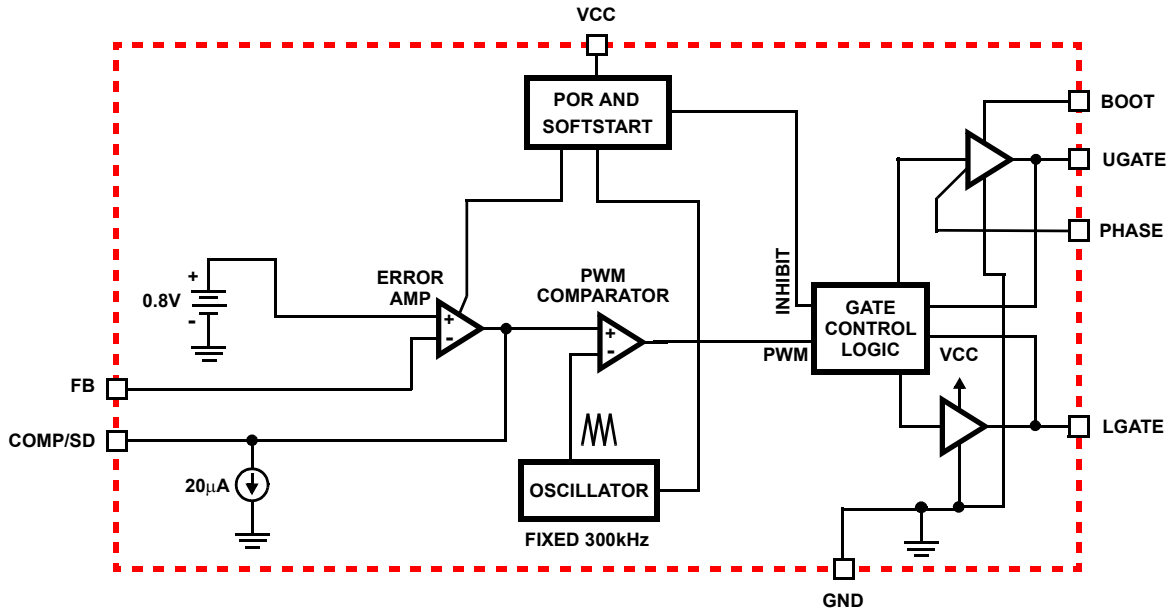 VCC
POR AND
SOFTSTART
BOOT
UGATE
PHASE
+
0.8V
-
ERROR
AMP
+
-
PWM
COMPARATOR
+
-
INHIBIT
PWM
GATE
CONTROL
LOGIC
VCC
FB
COMP/SD
20µA
OSCILLATOR
FIXED 300kHz
LGATE
GND